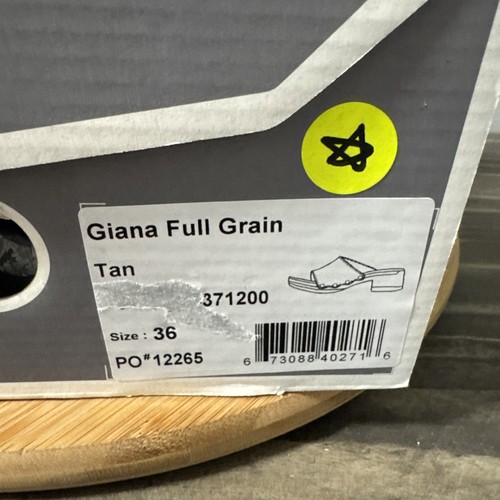 Giana Full Grain
Tan
371200
Size : 36
PO#12265
6 73088 40271 6